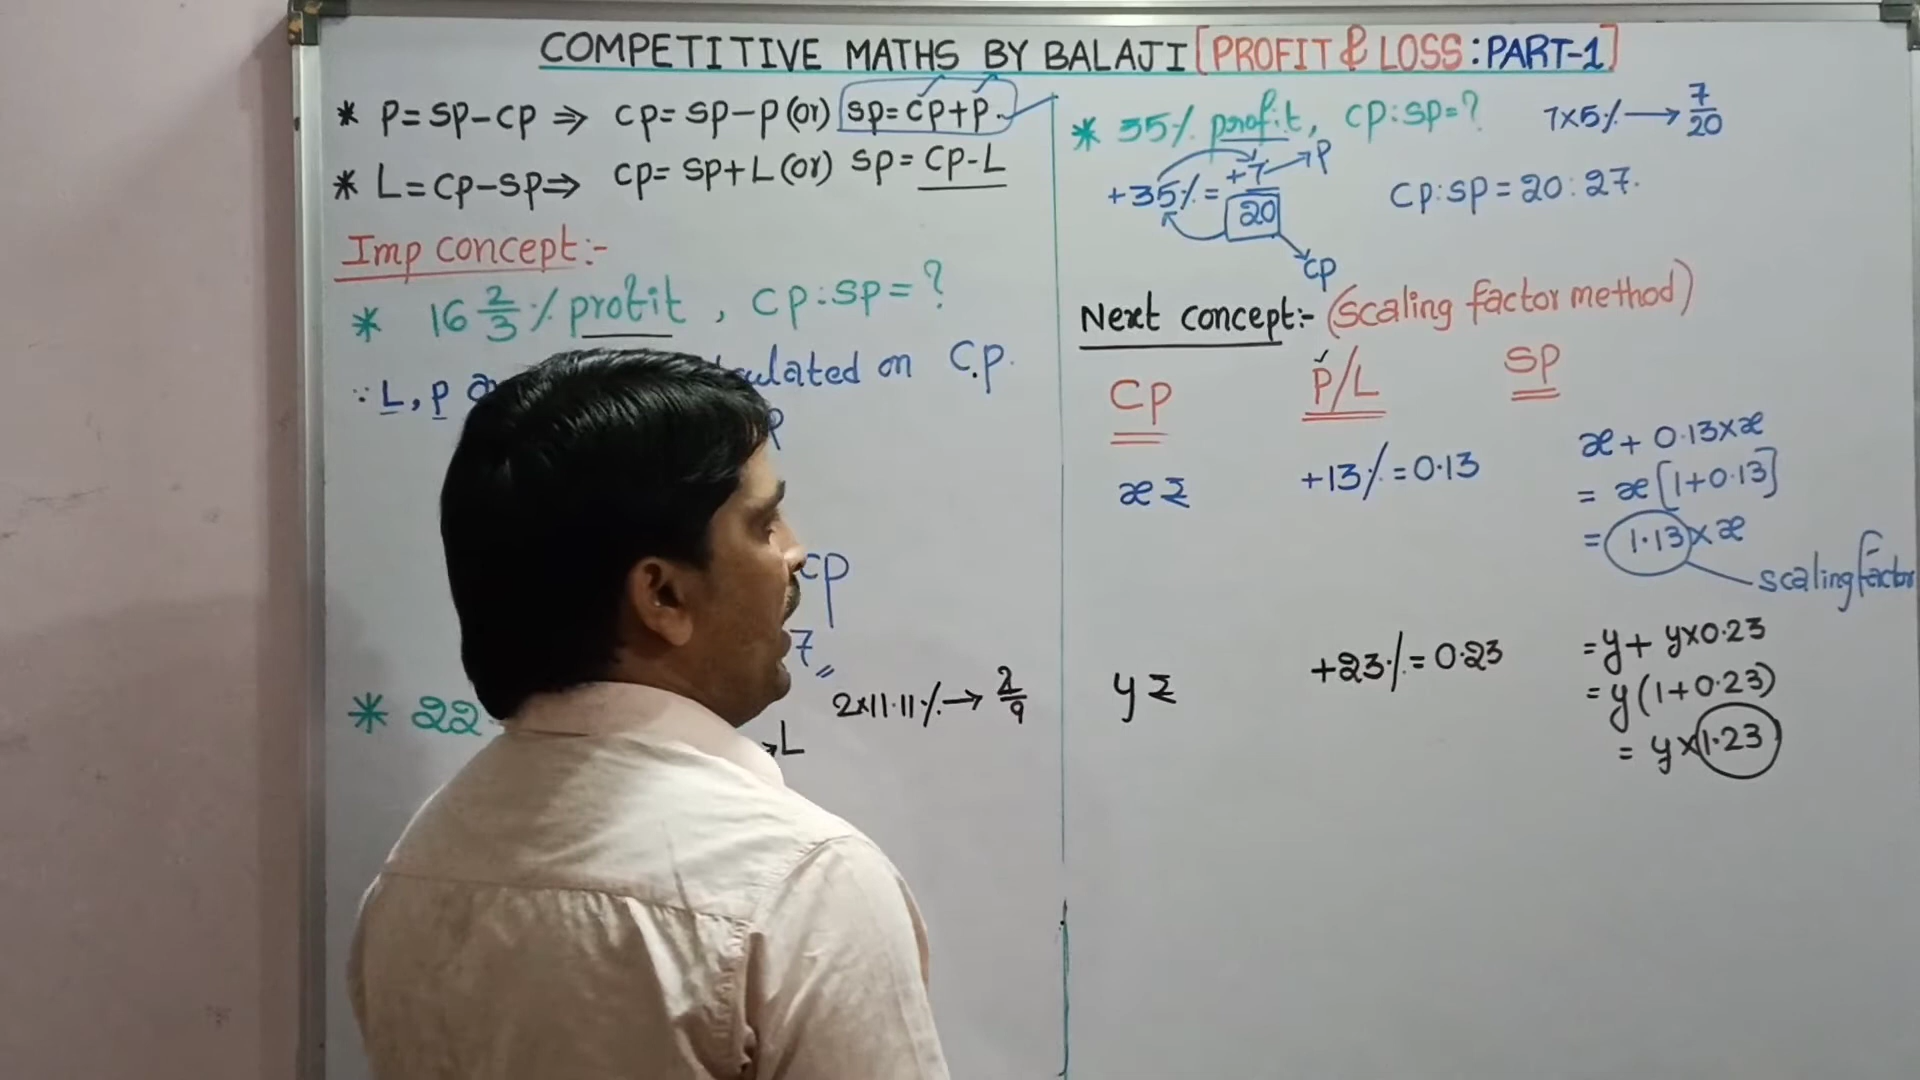 COMPETITIVE MATHS BY BALAJI [PROFIT & LOSS : PART-1]
* P = SP - CP ⇒ CP = SP - P (or) SP = CP + P.
* L = CP - SP ⇒ CP = SP + L (or) SP = CP - L
Imp concept:-
* 16 2/3 % profit , CP : SP = ?
∵ L, P
culated on C.P.
CP
7
* 22
2×11.11% → 2/9
L
* 35% profit, CP : SP = ?
7×5% → 7/20
+35% = +7/20
P
CP
CP : SP = 20 : 27.
Next concept:- (scaling factor method)
CP P/L SP
x₹ +13% = 0.13 x + 0.13×x
= x[1+0.13]
= 1.13×x
scaling factor
y₹ +23% = 0.23 = y + y×0.23
= y(1+0.23)
= y×1.23